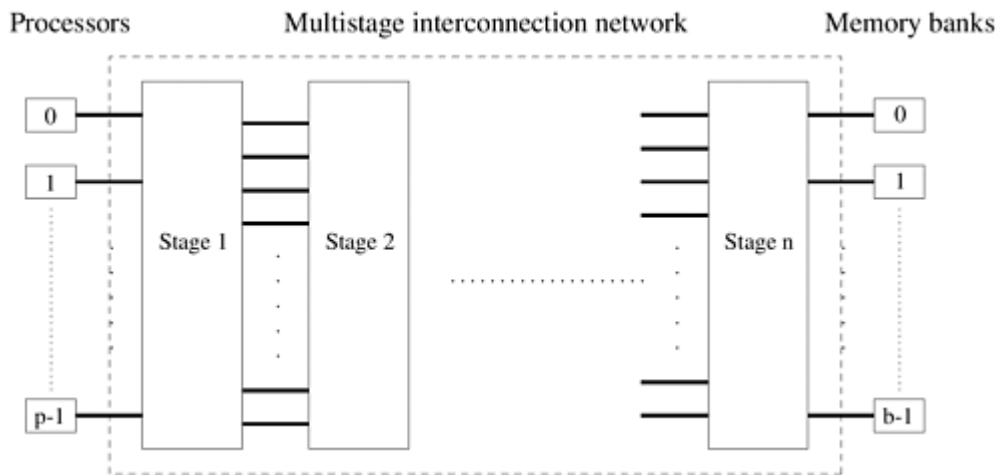 Processors Multistage interconnection network Memory banks
0 0
1 1
Stage 1 Stage 2 Stage n
p-1 b-1